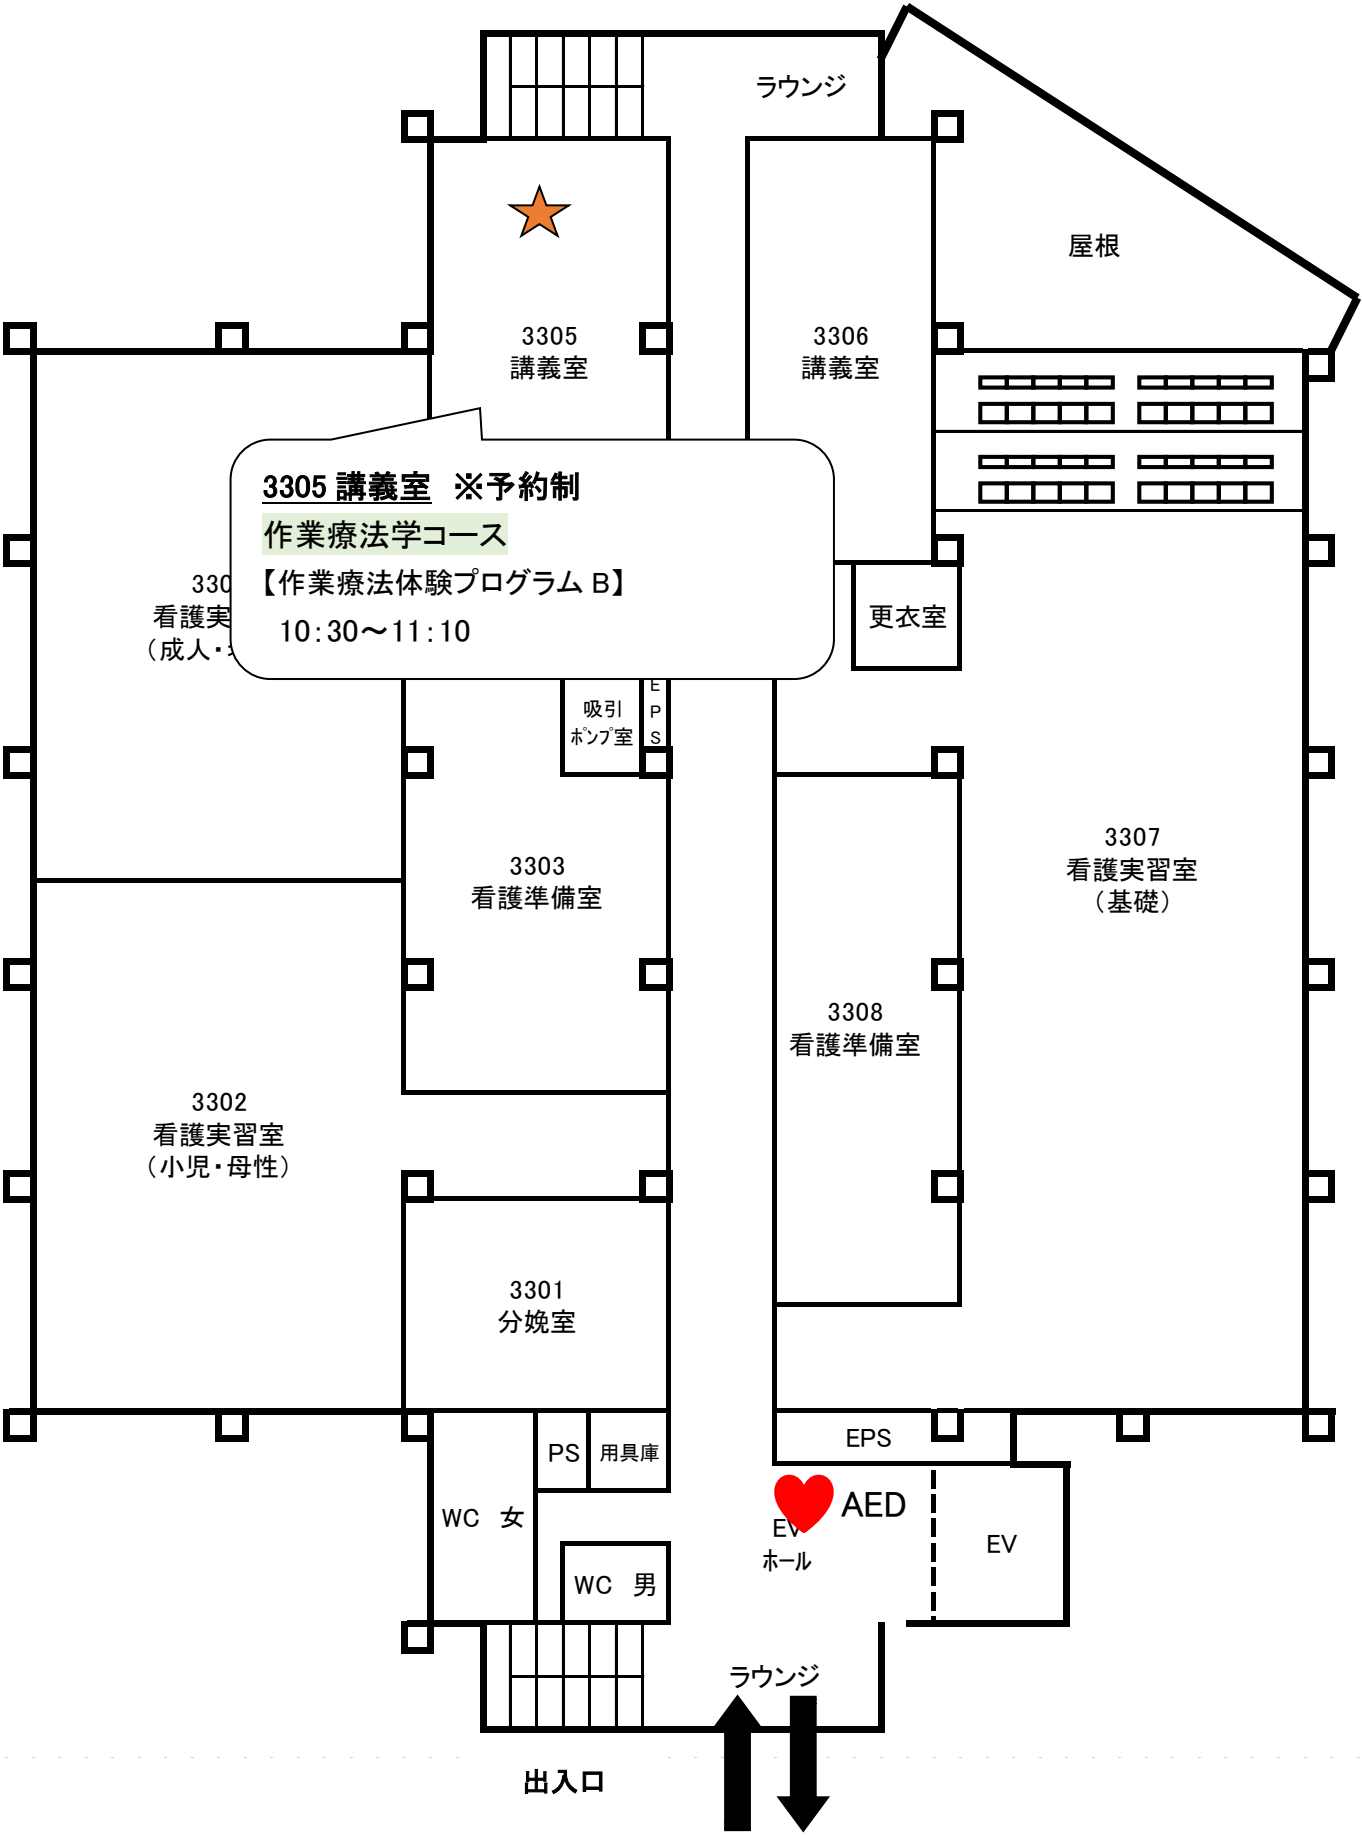 ラウンジ
屋根
3305
講義室
3306
講義室
3305 講義室　※予約制
作業療法学コース
【作業療法体験プログラム B】
10：30～11：10
330
看護実
（成人・
更衣室
E
P
S
吸引
ﾎﾟﾝﾌﾟ室
3303
看護準備室
3307
看護実習室
（基礎）
3308
看護準備室
3302
看護実習室
（小児・母性）
3301
分娩室
PS
用具庫
EPS
WC　女
AED
EV
ホール
EV
WC　男
ラウンジ
出入口